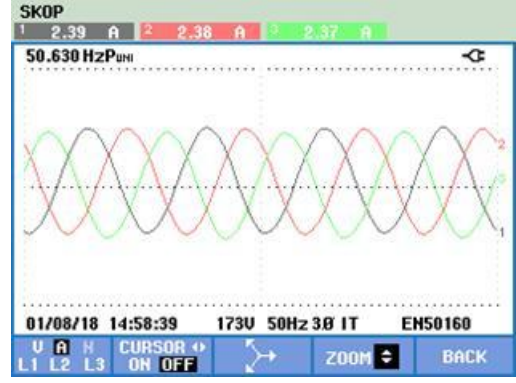 SKOP
1 2.39 A 2 2.38 A 3 2.37 A
50.630 HzPUNI
2
3
1
01/08/18 14:58:39 173V 50Hz 3Ø IT EN50160
V A H CURSOR ZOOM BACK
L1 L2 L3 ON OFF